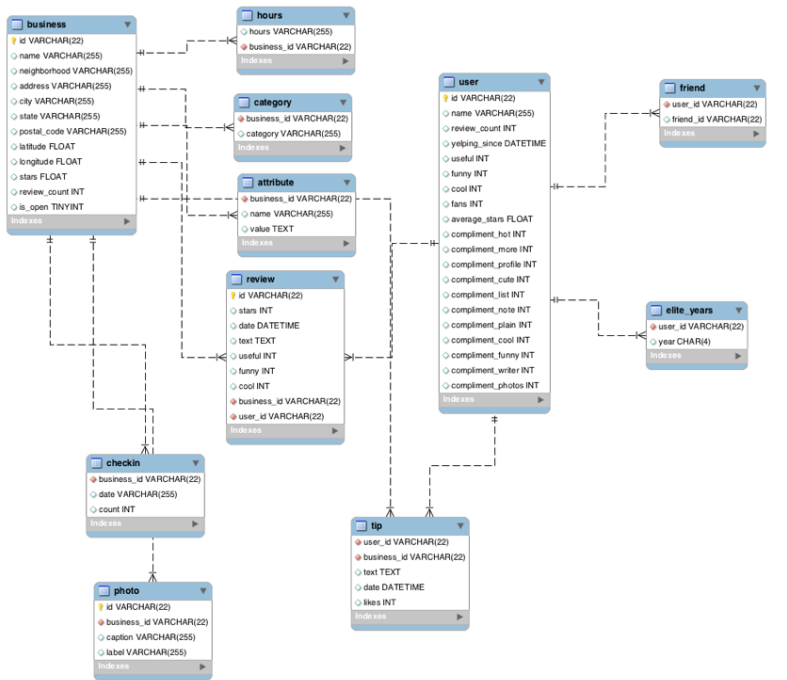 business
id VARCHAR(22)
name VARCHAR(255)
neighborhood VARCHAR(255)
address VARCHAR(255)
city VARCHAR(255)
state VARCHAR(255)
postal_code VARCHAR(255)
latitude FLOAT
longitude FLOAT
stars FLOAT
review_count INT
is_open TINYINT
Indexes
hours
hours VARCHAR(255)
business_id VARCHAR(22)
Indexes
category
business_id VARCHAR(22)
category VARCHAR(255)
Indexes
attribute
business_id VARCHAR(22)
name VARCHAR(255)
value TEXT
review
id VARCHAR(22)
stars INT
date DATETIME
text TEXT
useful INT
funny INT
cool INT
business_id VARCHAR(22)
user_id VARCHAR(22)
Indexes
user
id VARCHAR(22)
name VARCHAR(255)
review_count INT
yelping_since DATETIME
useful INT
funny INT
cool INT
fans INT
average_stars FLOAT
compliment_hot INT
compliment_more INT
compliment_profile INT
compliment_cute INT
compliment_list INT
compliment_note INT
compliment_plain INT
compliment_cool INT
compliment_funny INT
compliment_writer INT
compliment_photos INT
Indexes
friend
user_id VARCHAR(22)
friend_id VARCHAR(22)
Indexes
elite_years
user_id VARCHAR(22)
year CHAR(4)
Indexes
checkin
business_id VARCHAR(22)
date VARCHAR(255)
count INT
Indexes
photo
id VARCHAR(22)
business_id VARCHAR(22)
caption VARCHAR(255)
label VARCHAR(255)
Indexes
tip
user_id VARCHAR(22)
business_id VARCHAR(22)
text TEXT
date DATETIME
likes INT
Indexes